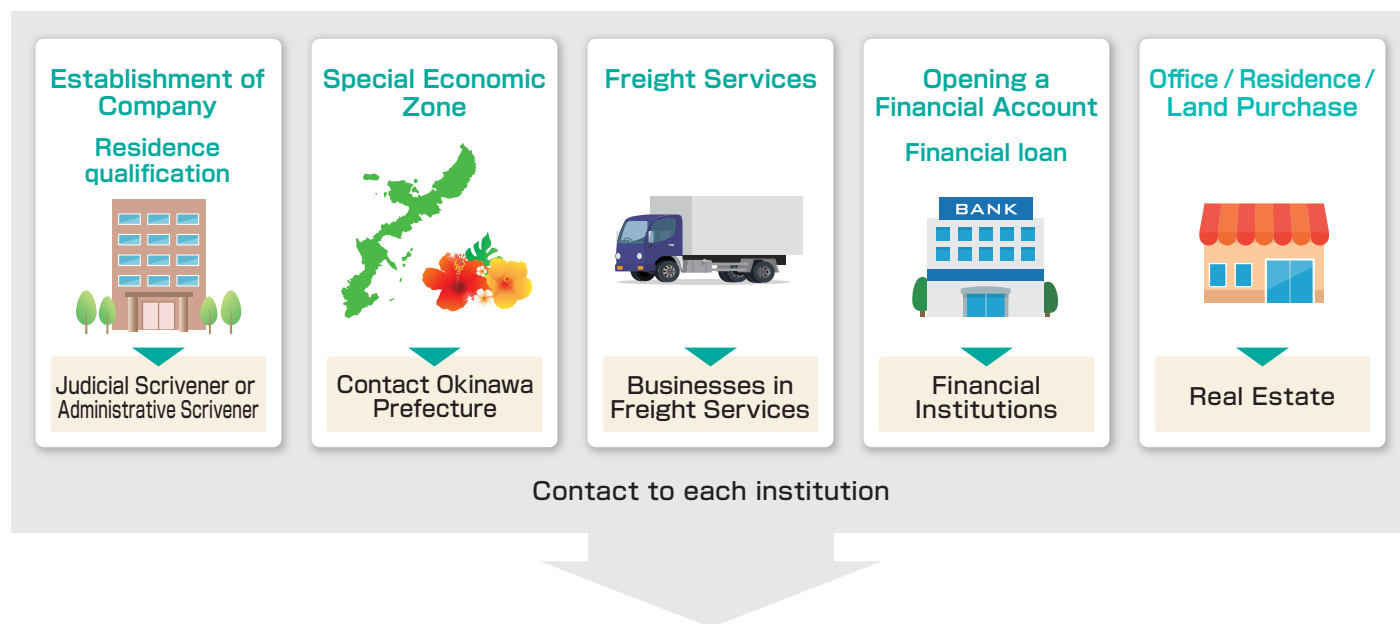 Establishment of
Company
Residence
qualification
Judicial Scrivener or
Administrative Scrivener
Special Economic
Zone
Contact Okinawa
Prefecture
Freight Services
Businesses in
Freight Services
Opening a
Financial Account
Financial loan
BANK
Financial
Institutions
Office / Residence /
Land Purchase
Real Estate
Contact to each institution